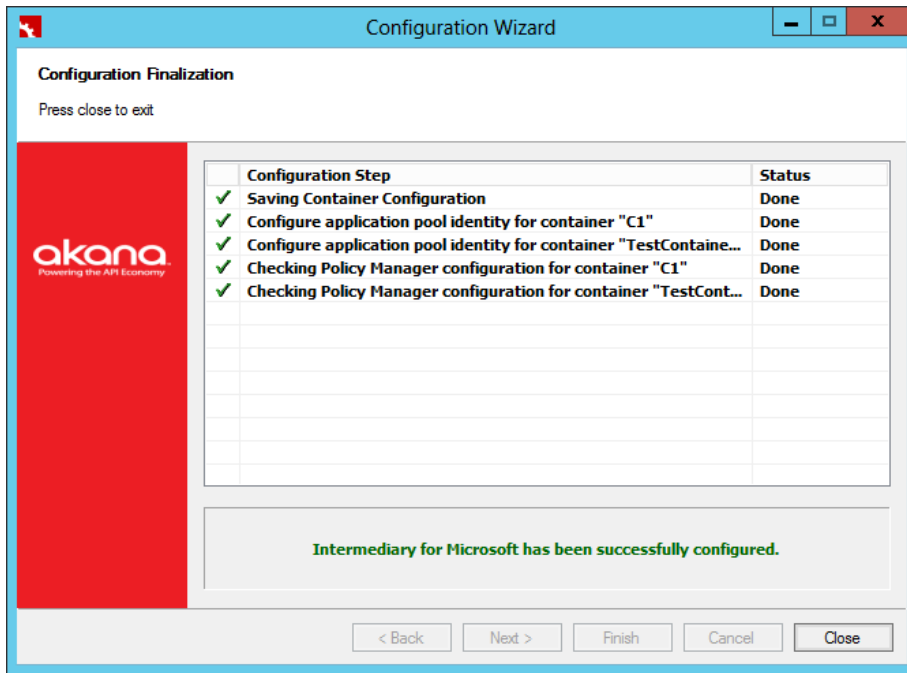 Configuration Wizard
Configuration Finalization
Press close to exit
akana
Powering the API Economy
Configuration Step Status
Saving Container Configuration Done
Configure application pool identity for container "C1" Done
Configure application pool identity for container "TestContaine... Done
Checking Policy Manager configuration for container "C1" Done
Checking Policy Manager configuration for container "TestCont... Done
Intermediary for Microsoft has been successfully configured.
< Back Next > Finish Cancel Close